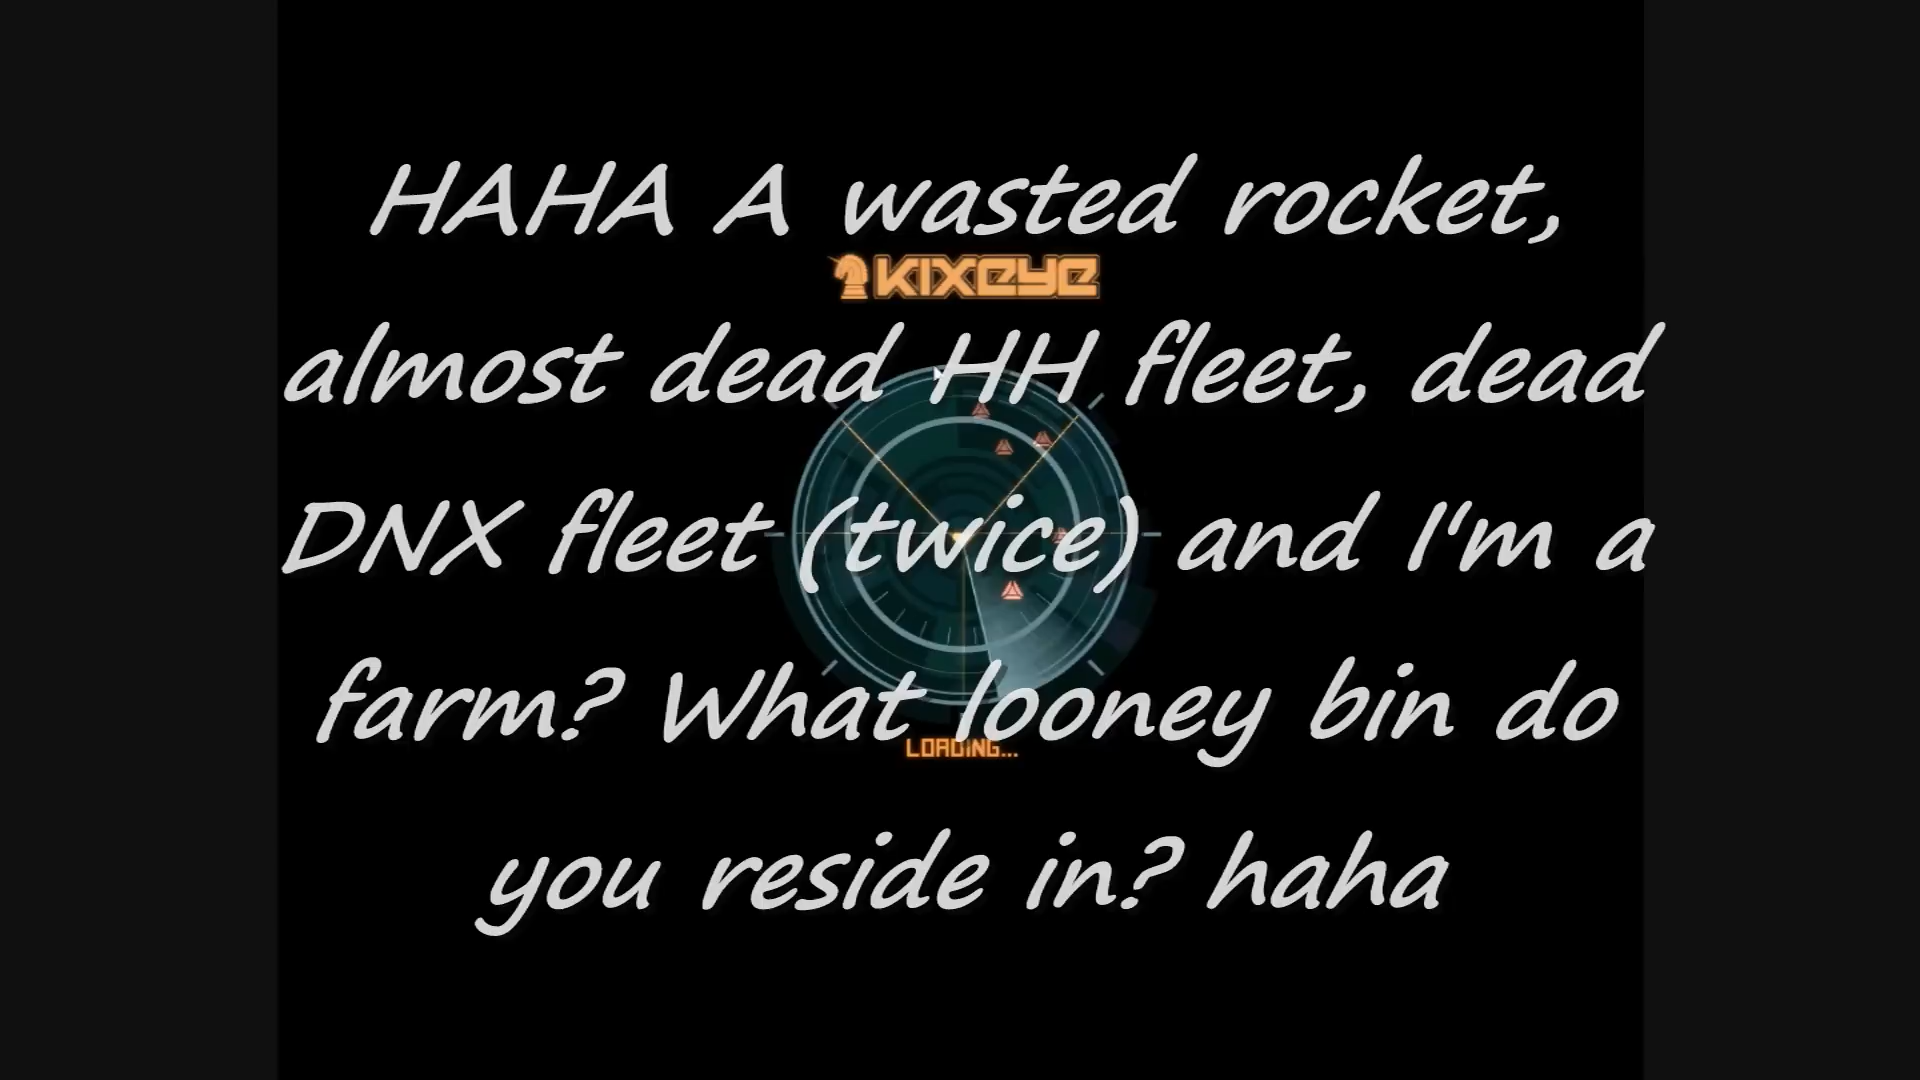 HAHA A wasted rocket,
KIXEYE
almost dead HH fleet, dead
DNX fleet (twice) and I'm a
farm? What looney bin do
LOADING...
you reside in? haha